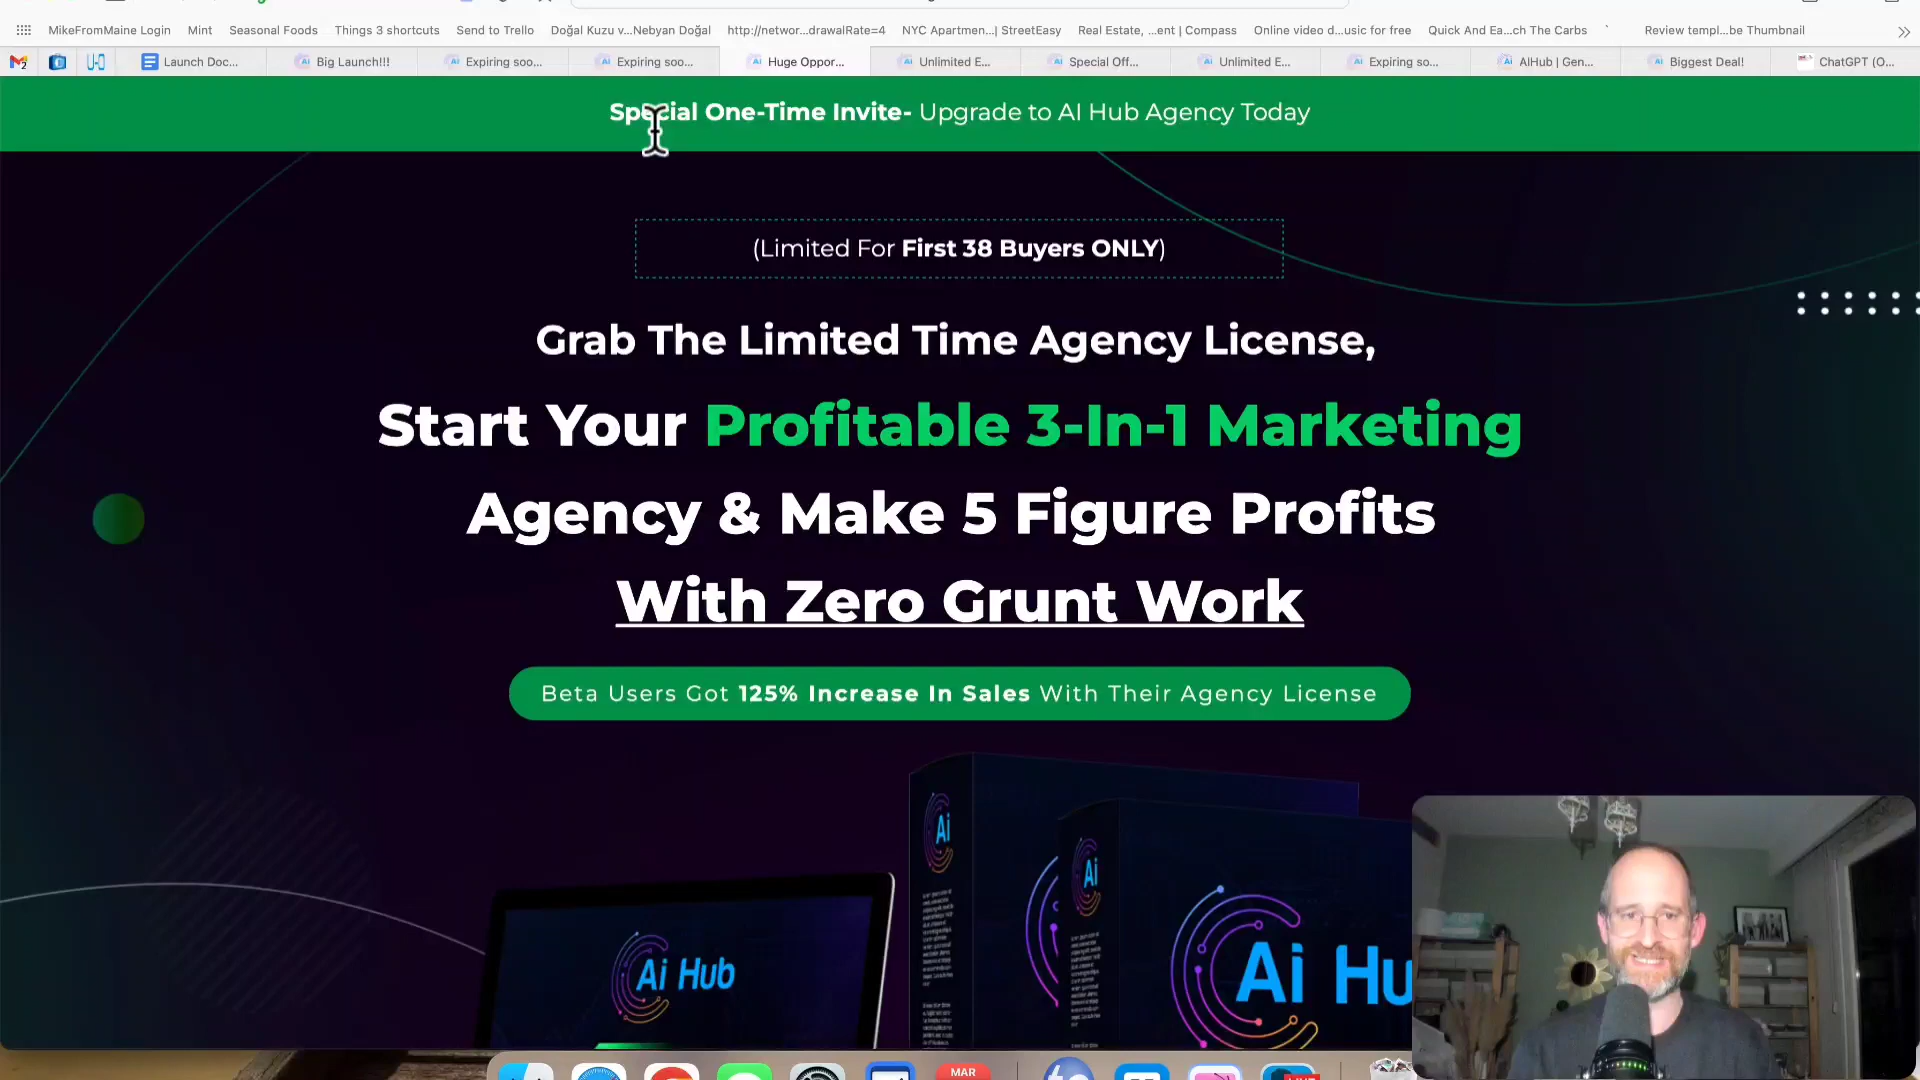 MikeFromMaine Login Mint Seasonal Foods Things 3 shortcuts Send to Trello Doğal Kuzu v...Nebyan Doğal http://networ...drawalRate=4 NYC Apartmen...| StreetEasy Real Estate, ...ent | Compass Online video d...usic for free Quick And Ea...ch The Carbs Review templ...be Thumbnail
Launch Doc... Big Launch!!! Expiring soo... Expiring soo... Huge Oppor... Unlimited E... Special Off... Unlimited E... Expiring so... AIHub | Gen... Biggest Deal! ChatGPT (O...
Special One-Time Invite- Upgrade to AI Hub Agency Today
(Limited For First 38 Buyers ONLY)
Grab The Limited Time Agency License,
Start Your Profitable 3-In-1 Marketing
Agency & Make 5 Figure Profits
With Zero Grunt Work
Beta Users Got 125% Increase In Sales With Their Agency License
Ai
Ai
Ai Hub
Ai Hu
MAR